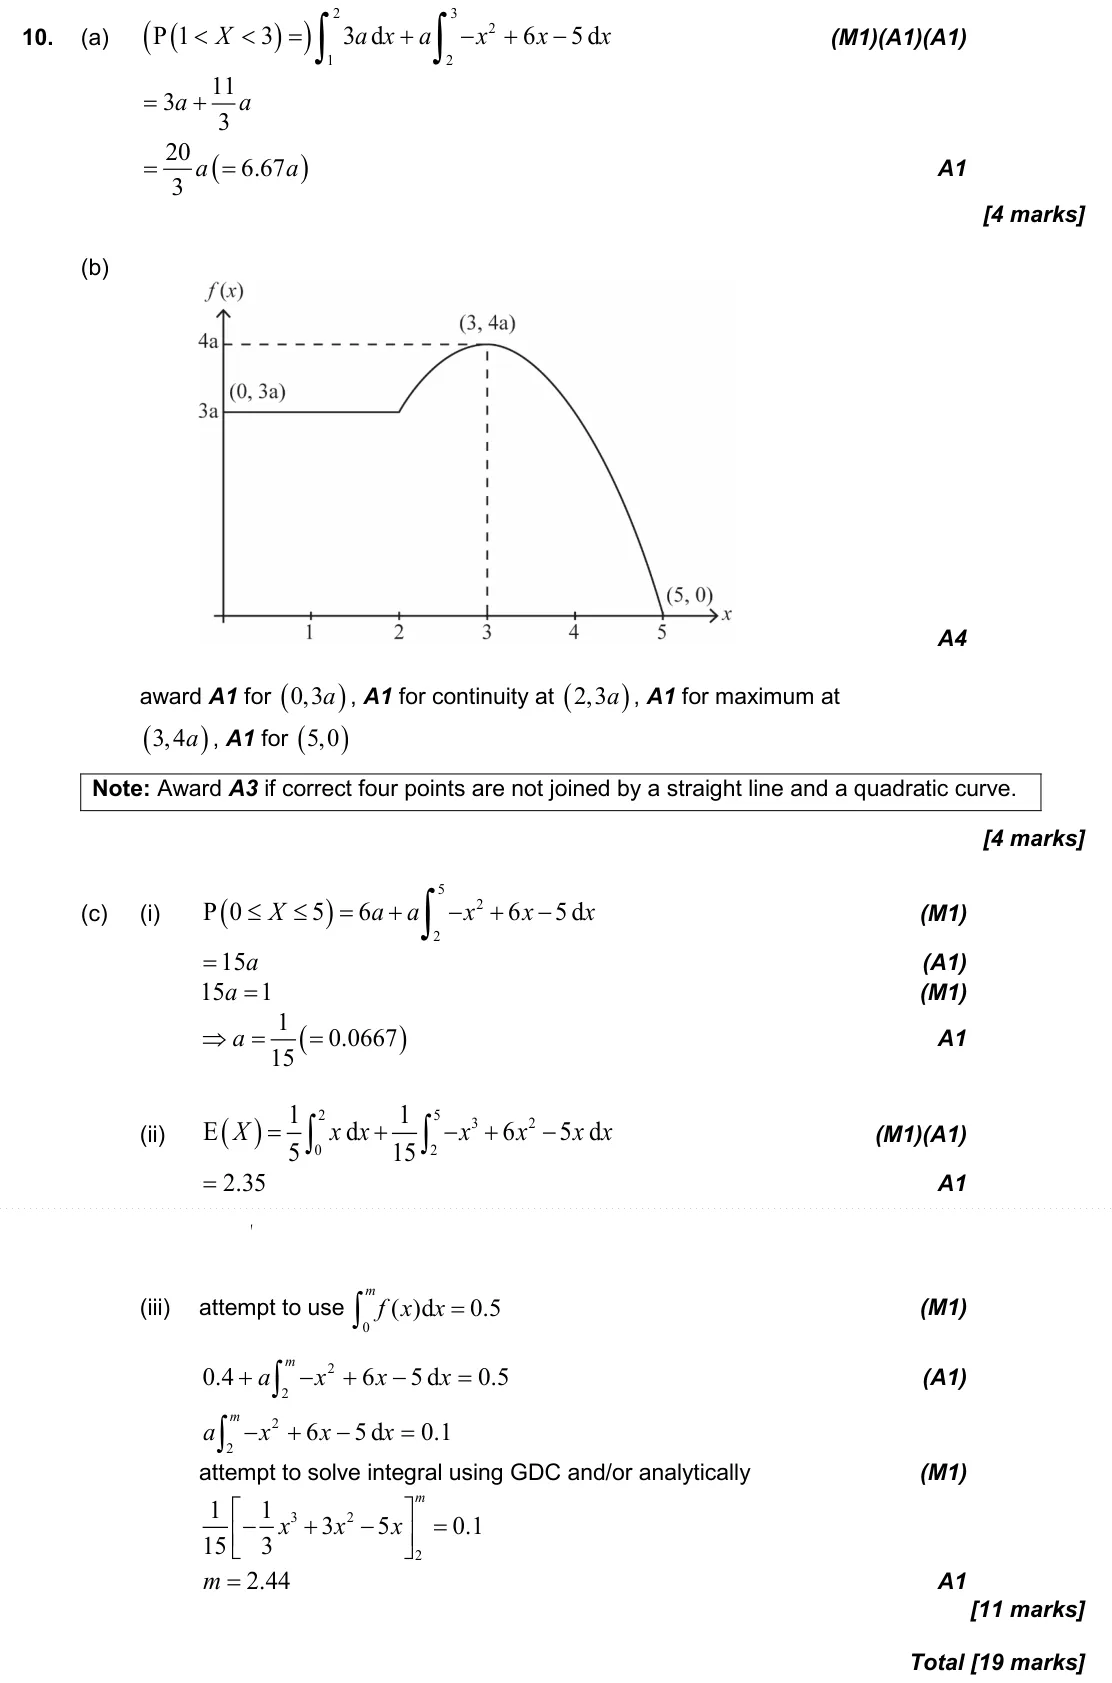 10. (a) (P(1 < X < 3) =) ∫₁² 3a dx + a∫₂³ −x² + 6x − 5 dx (M1)(A1)(A1)
= 3a + 11/3 a
= 20/3 a (= 6.67a) A1
[4 marks]
(b)
f(x)
(3, 4a)
4a
(0, 3a)
3a
(5, 0)
x
1 2 3 4 5
A4
award A1 for (0,3a), A1 for continuity at (2,3a), A1 for maximum at
(3,4a), A1 for (5,0)
Note: Award A3 if correct four points are not joined by a straight line and a quadratic curve.
[4 marks]
(c) (i) P(0 ≤ X ≤ 5) = 6a + a∫₂⁵ −x² + 6x − 5 dx (M1)
= 15a (A1)
15a = 1 (M1)
⇒ a = 1/15 (= 0.0667) A1
(ii) E(X) = 1/5 ∫₀² x dx + 1/15 ∫₂⁵ −x³ + 6x² − 5x dx (M1)(A1)
= 2.35 A1
(iii) attempt to use ∫₀ᵐ f(x)dx = 0.5 (M1)
0.4 + a∫₂ᵐ −x² + 6x − 5 dx = 0.5 (A1)
a∫₂ᵐ −x² + 6x − 5 dx = 0.1
attempt to solve integral using GDC and/or analytically (M1)
1/15 [−1/3 x³ + 3x² − 5x]₂ᵐ = 0.1
m = 2.44 A1
[11 marks]
Total [19 marks]